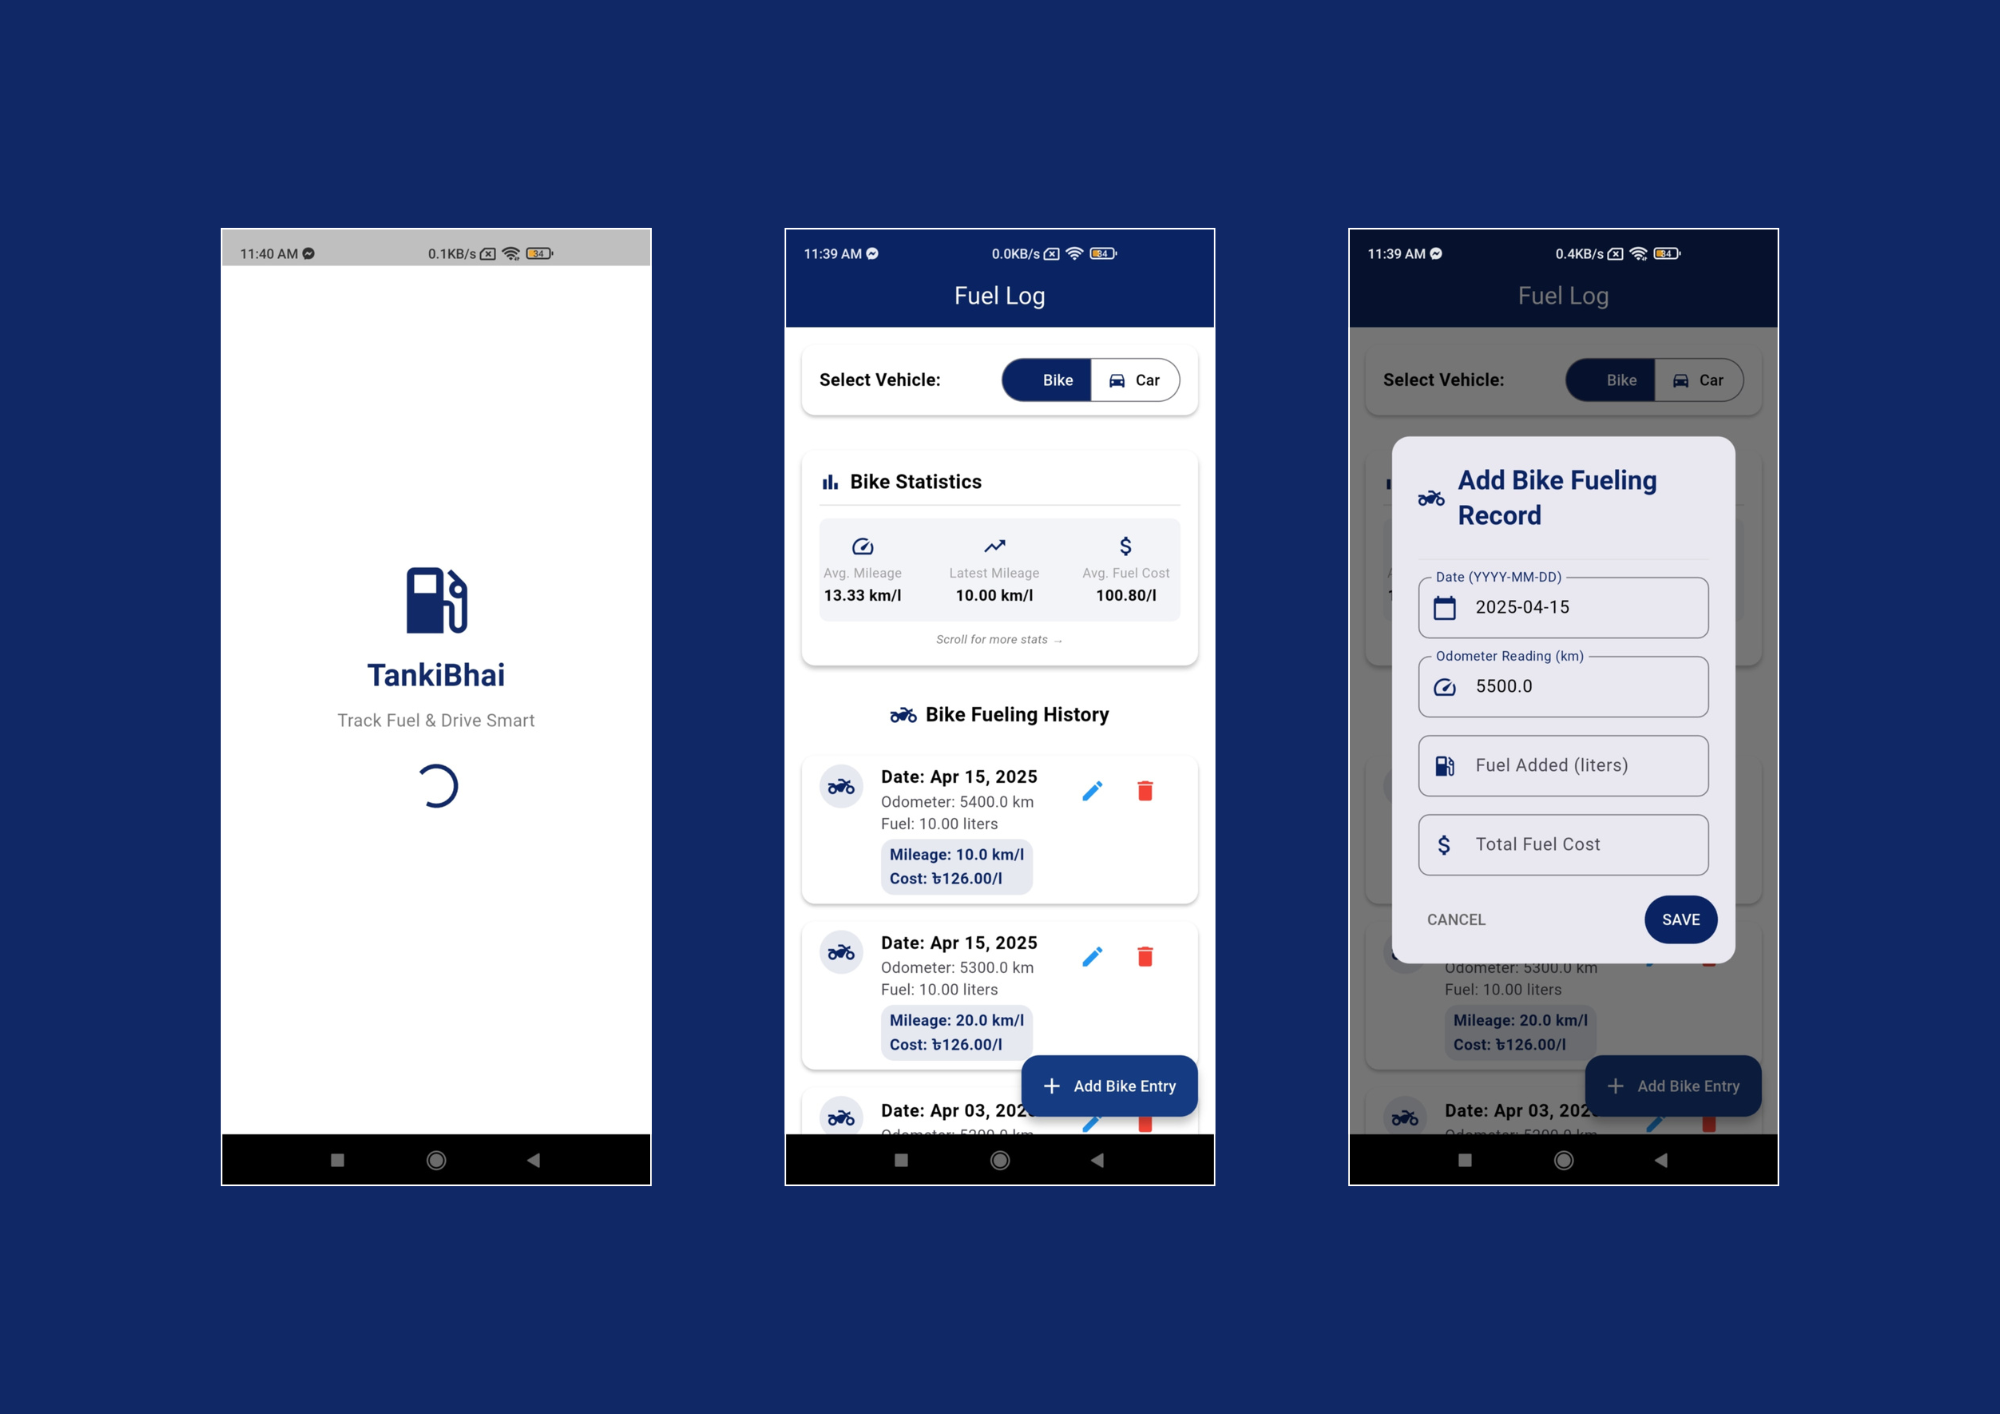 11:40 AM
0.1KB/s
34
TankiBhai
Track Fuel & Drive Smart
11:39 AM
0.0KB/s
34
Fuel Log
Select Vehicle:
Bike
Car
Bike Statistics
Avg. Mileage
Latest Mileage
Avg. Fuel Cost
13.33 km/l
10.00 km/l
100.80/l
Scroll for more stats →
Bike Fueling History
Date: Apr 15, 2025
Odometer: 5400.0 km
Fuel: 10.00 liters
Mileage: 10.0 km/l
Cost: ৳126.00/l
Date: Apr 15, 2025
Odometer: 5300.0 km
Fuel: 10.00 liters
Mileage: 20.0 km/l
Cost: ৳126.00/l
+ Add Bike Entry
Date: Apr 03, 202
11:39 AM
0.4KB/s
34
Fuel Log
Select Vehicle:
Bike
Car
Add Bike Fueling
Record
Date (YYYY-MM-DD)
2025-04-15
Odometer Reading (km)
5500.0
Fuel Added (liters)
$ Total Fuel Cost
CANCEL
SAVE
Odometer: 5300.0 km
Fuel: 10.00 liters
Mileage: 20.0 km/l
Cost: ৳126.00/l
+ Add Bike Entry
Date: Apr 03, 202